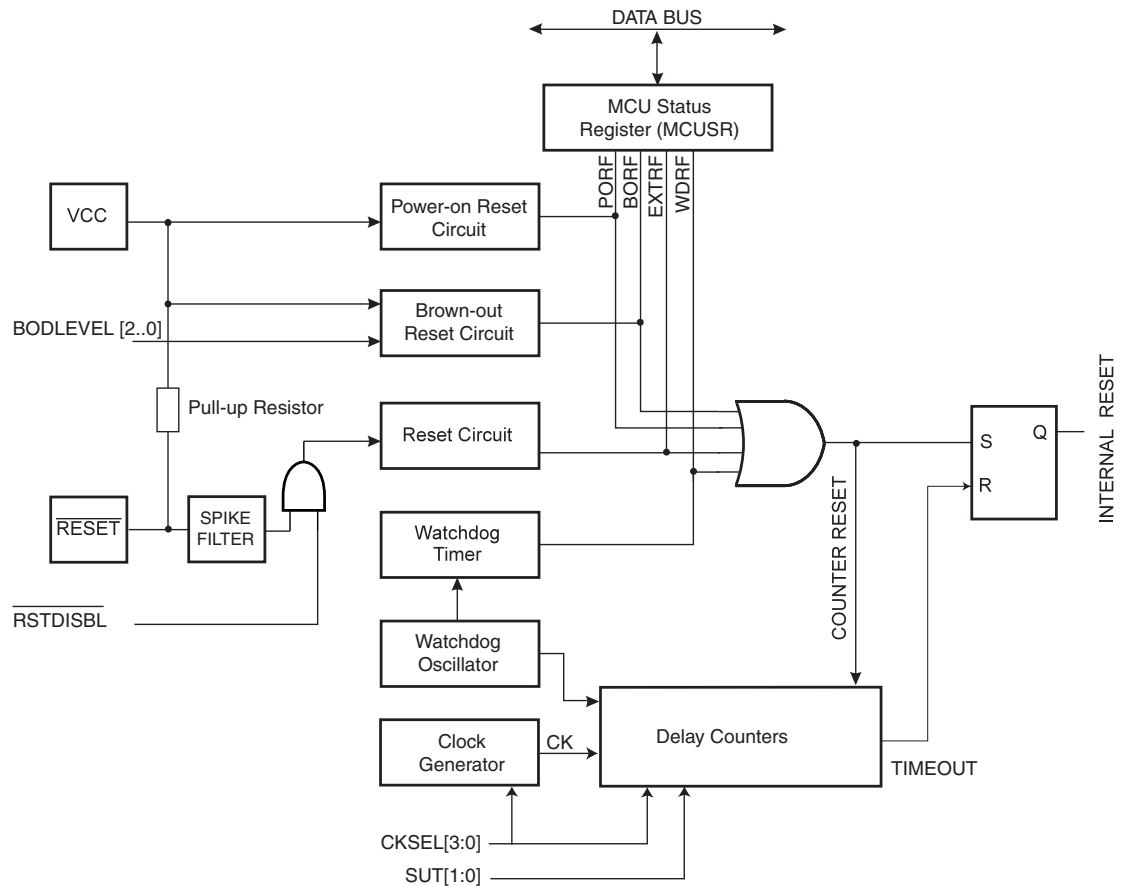 DATA BUS
MCU Status
Register (MCUSR)
PORF
BORF
EXTRF
WDRF
VCC
Power-on Reset
Circuit
BODLEVEL [2..0]
Brown-out
Reset Circuit
Pull-up Resistor
Reset Circuit
RESET
SPIKE
FILTER
Watchdog
Timer
RSTDISBL
Watchdog
Oscillator
Clock
Generator
CK
Delay Counters
COUNTER RESET
S
Q
R
INTERNAL RESET
TIMEOUT
CKSEL[3:0]
SUT[1:0]